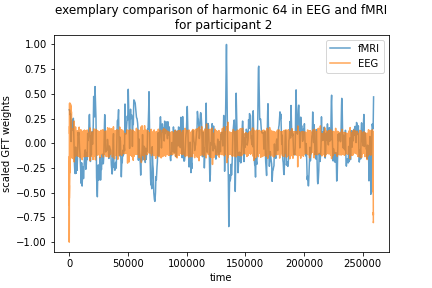 exemplary comparison of harmonic 64 in EEG and fMRI
for participant 2
fMRI
EEG
scaled GFT weights
1.00
0.75
0.50
0.25
0.00
−0.25
−0.50
−0.75
−1.00
0
50000
100000
150000
200000
250000
time